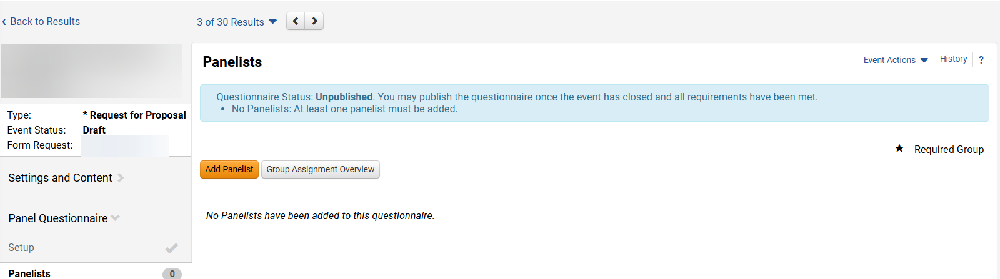 Back to Results
3 of 30 Results
Panelists
Event Actions
History
?
Questionnaire Status: Unpublished. You may publish the questionnaire once the event has closed and all requirements have been met.
• No Panelists: At least one panelist must be added.
Type: * Request for Proposal
Event Status: Draft
Form Request:
★ Required Group
Add Panelist
Group Assignment Overview
Settings and Content
No Panelists have been added to this questionnaire.
Panel Questionnaire
Setup
Panelists 0